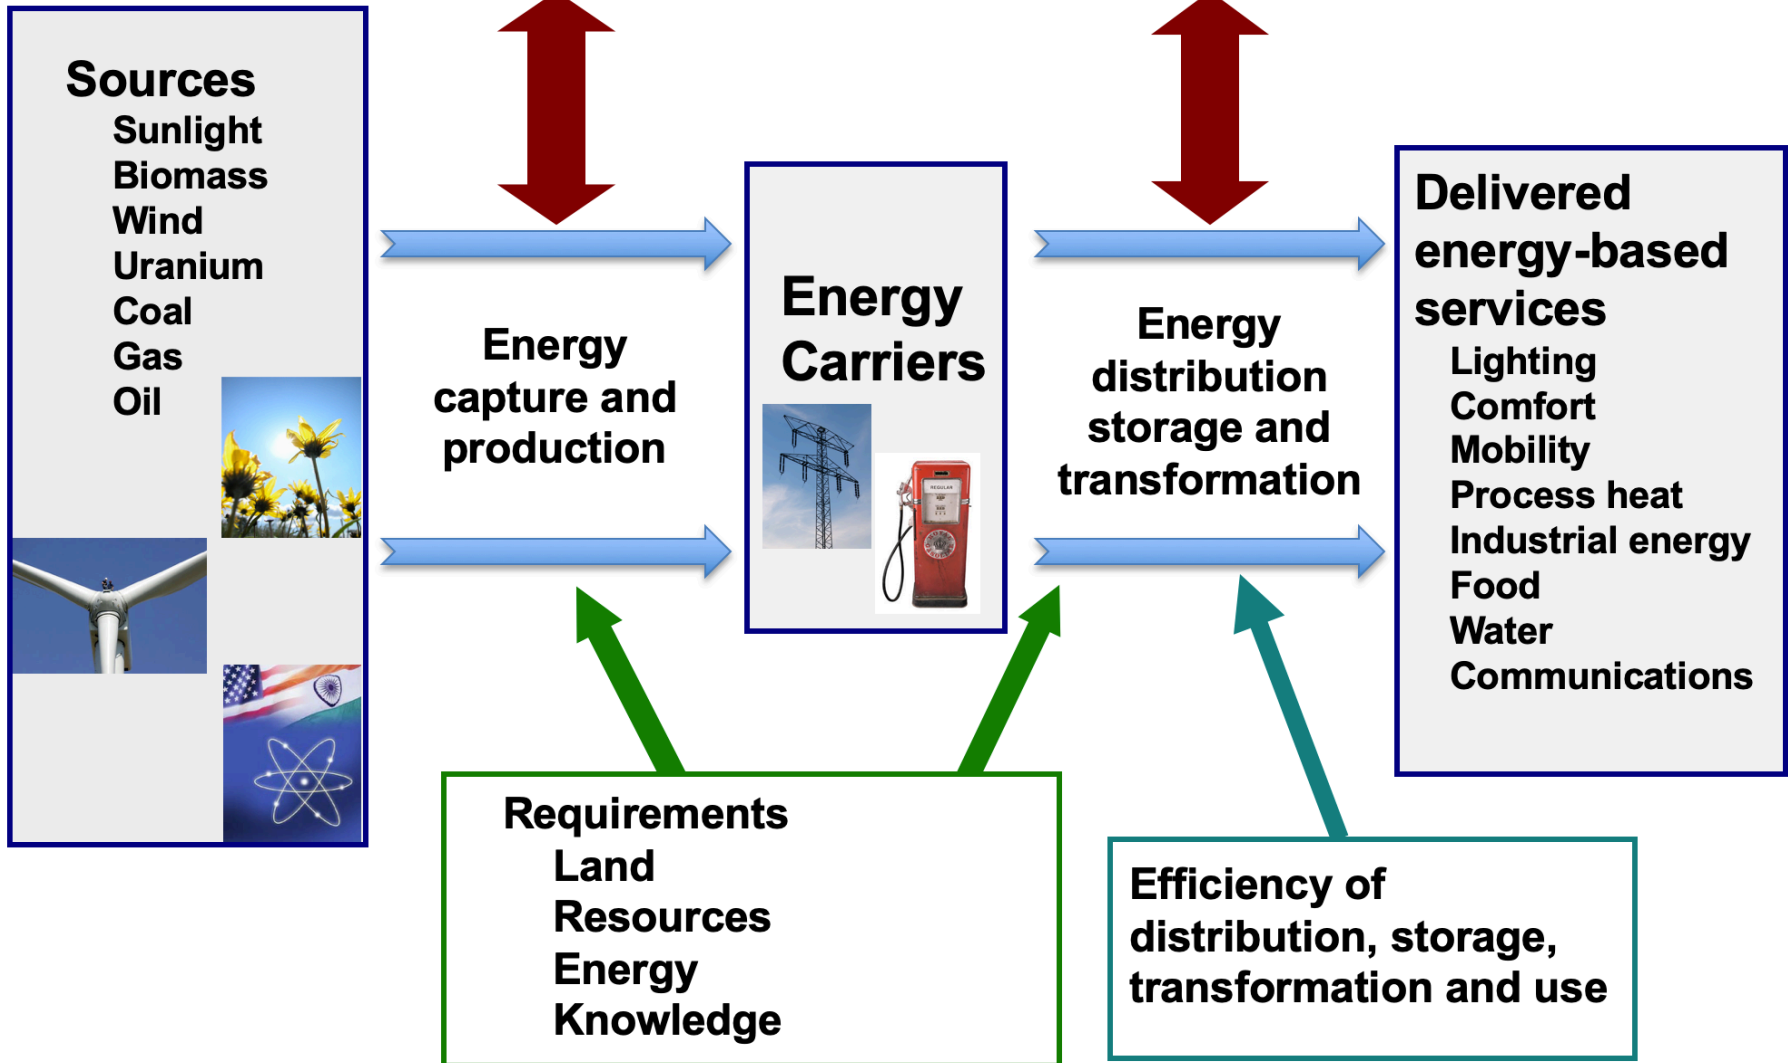 Sources
Sunlight
Biomass
Wind
Uranium
Coal
Gas
Oil
Energy
capture and
production
Energy
Carriers
REGULAR
Energy
distribution
storage and
transformation
Delivered
energy-based
services
Lighting
Comfort
Mobility
Process heat
Industrial energy
Food
Water
Communications
Requirements
Land
Resources
Energy
Knowledge
Efficiency of
distribution, storage,
transformation and use